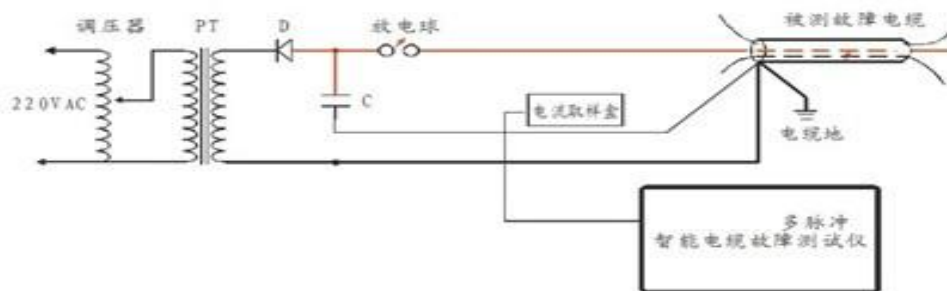 调压器
PT
D
放电球
被测故障电缆
220VAC
C
电流取样盒
电缆地
多脉冲
智能电缆故障测试仪